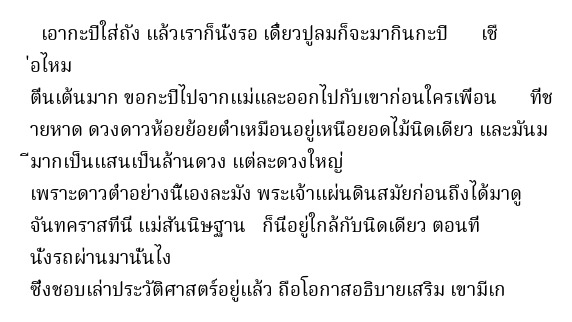 เอากะปิใส่ถัง แล้วเราก็นั่งรอ เดี๋ยวปูลมก็จะมากินกะปิ เชื
่อไหม
ตื่นเต้นมาก ขอกะปิไปจากแม่และออกไปกับเขาก่อนใครเพื่อน ที่ช
ายหาด ดวงดาวห้อยย้อยต่ำเหมือนอยู่เหนือยอดไม้นิดเดียว และมันม
ีมากเป็นแสนเป็นล้านดวง แต่ละดวงใหญ่
เพราะดาวต่ำอย่างนี้เองละมัง พระเจ้าแผ่นดินสมัยก่อนถึงได้มาดู
จันทคราสที่นี่ แม่สันนิษฐาน ก็นี่อยู่ใกล้กับนิดเดียว ตอนที่
นั่งรถผ่านมานั่นไง
ซึ่งชอบเล่าประวัติศาสตร์อยู่แล้ว ถือโอกาสอธิบายเสริม เขามีเก